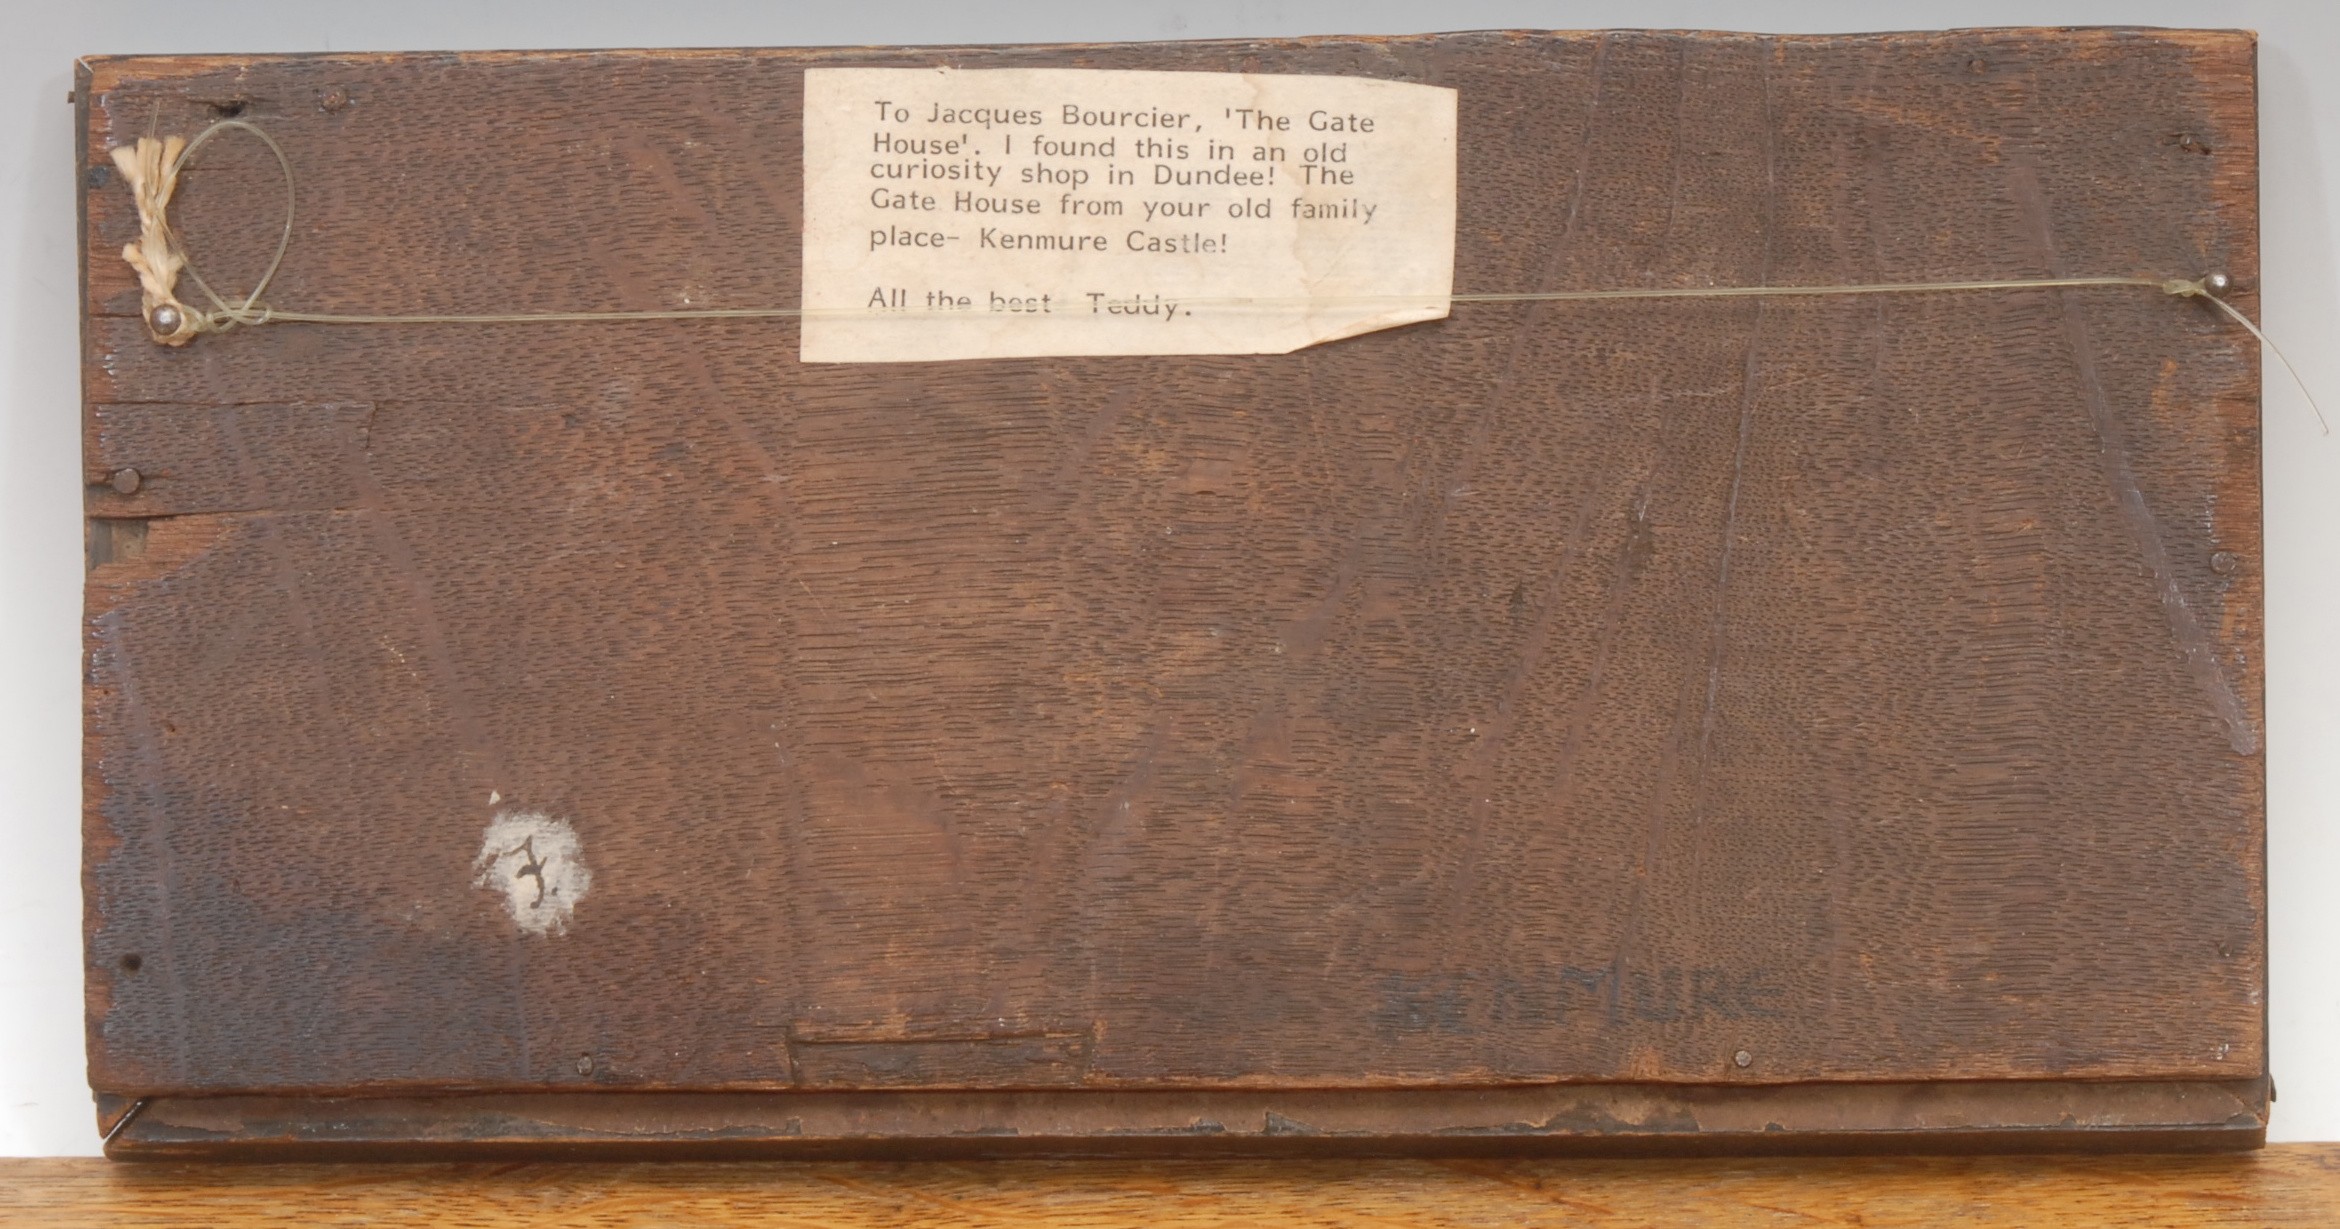 To Jacques Bourcier, 'The Gate
House'. I found this in an old
curiosity shop in Dundee! The
Gate House from your old family
place- Kenmure Castle!
All the best Teddy.